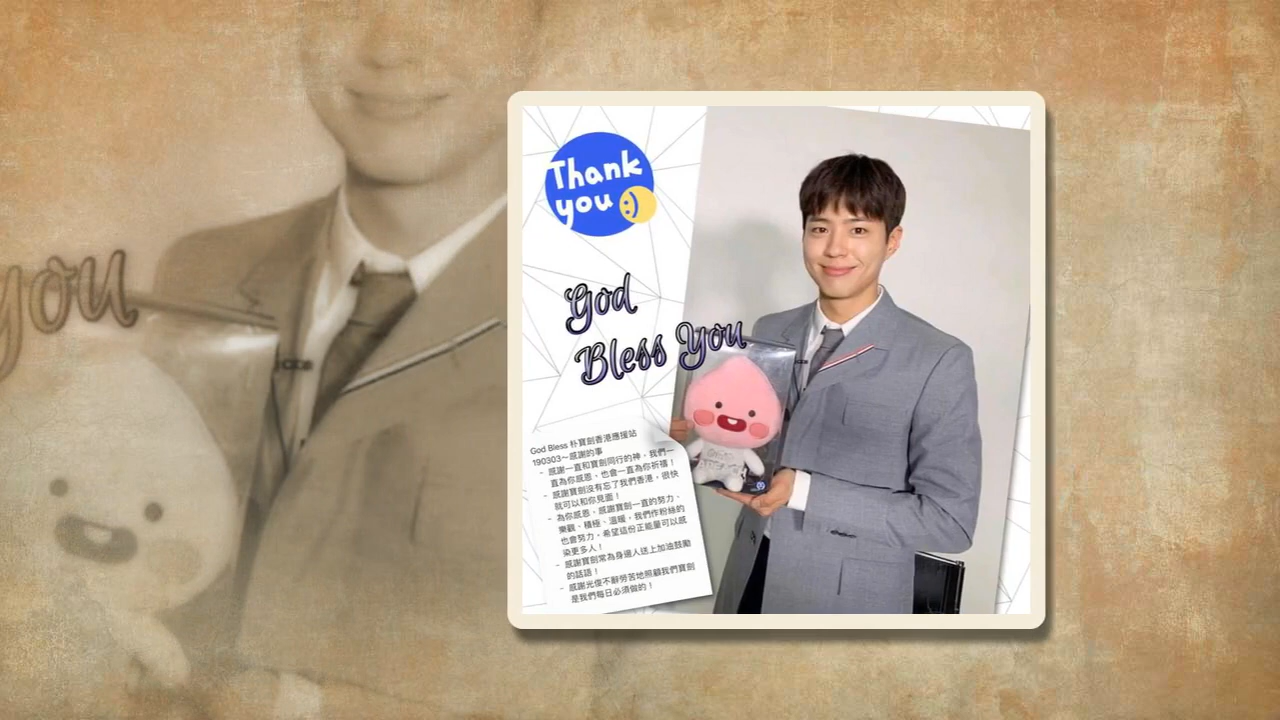 Thank
you
God
Bless You
you
God Bless 朴寶劍香港應援站
190303～感謝的事
- 感謝一直和寶劍同行的神，我們一
直為你感恩，也會一直為你祈禱！
- 感謝寶劍沒有忘了我們香港，很快
就可以和你見面！
- 為你感恩，感謝寶劍一直的努力、
樂觀、積極、溫暖，我們作粉絲的
也會努力，希望這份正能量可以感
染更多人！
- 感謝寶劍常為身邊人送上加油鼓勵
的話語！
- 感謝光俊不辭勞苦地照顧我們寶劍
是我們每日必須做的！